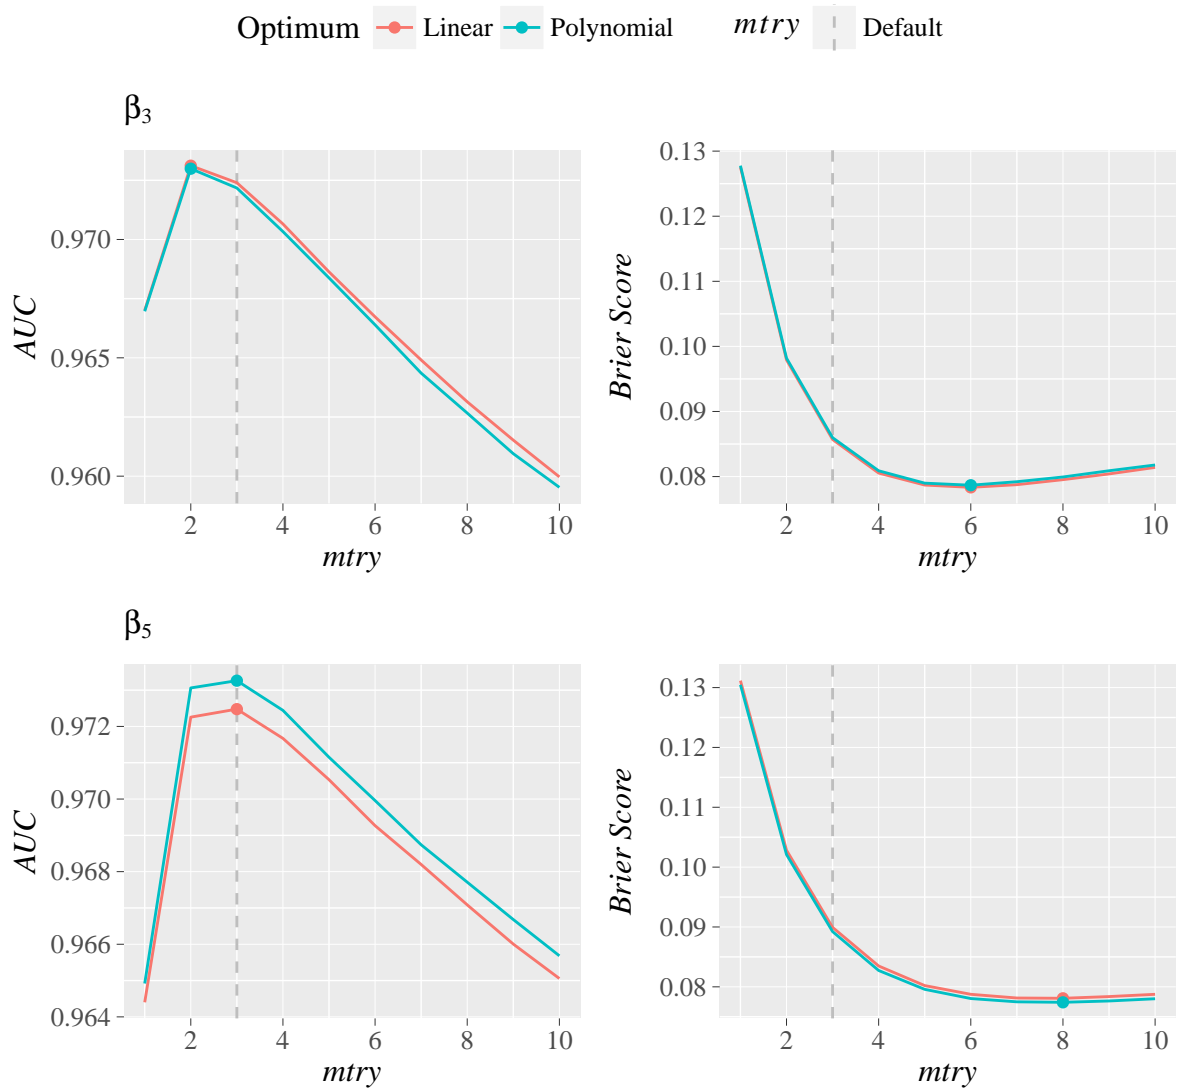 Optimum Linear Polynomial mtry Default
β₃
0.970
0.965
0.960
AUC
2 4 6 8 10
mtry
0.13
0.12
0.11
0.10
0.09
0.08
Brier Score
2 4 6 8 10
mtry
β₅
0.972
0.970
0.968
0.966
0.964
AUC
2 4 6 8 10
mtry
0.13
0.12
0.11
0.10
0.09
0.08
Brier Score
2 4 6 8 10
mtry